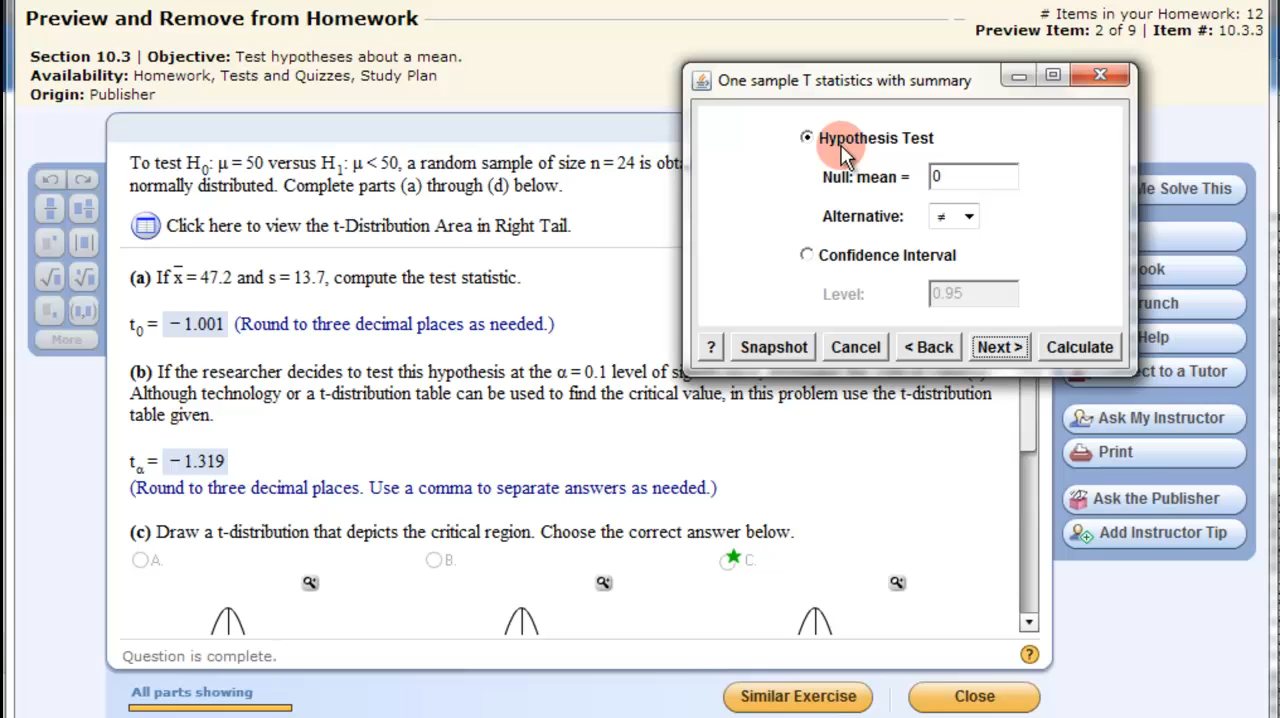 Preview and Remove from Homework
# Items in your Homework: 12
Preview Item: 2 of 9 | Item #: 10.3.3
Section 10.3 | Objective: Test hypotheses about a mean.
Availability: Homework, Tests and Quizzes, Study Plan
Origin: Publisher
One sample T statistics with summary
Hypothesis Test
Null: mean = 0
Alternative: ≠
Confidence Interval
Level: 0.95
? Snapshot Cancel < Back Next > Calculate
To test H0: μ = 50 versus H1: μ < 50, a random sample of size n = 24 is
normally distributed. Complete parts (a) through (d) below.
Click here to view the t-Distribution Area in Right Tail.
(a) If x̄ = 47.2 and s = 13.7, compute the test statistic.
t0 = − 1.001 (Round to three decimal places as needed.)
(b) If the researcher decides to test this hypothesis at the α = 0.1 level of
Although technology or a t-distribution table can be used to find the critical value, in this problem use the t-distribution
table given.
tα = − 1.319
(Round to three decimal places. Use a comma to separate answers as needed.)
(c) Draw a t-distribution that depicts the critical region. Choose the correct answer below.
A. B. C.
Question is complete.
?
All parts showing
Similar Exercise
Close
More
Me Solve This
ook
runch
Help
ect to a Tutor
Ask My Instructor
Print
Ask the Publisher
Add Instructor Tip